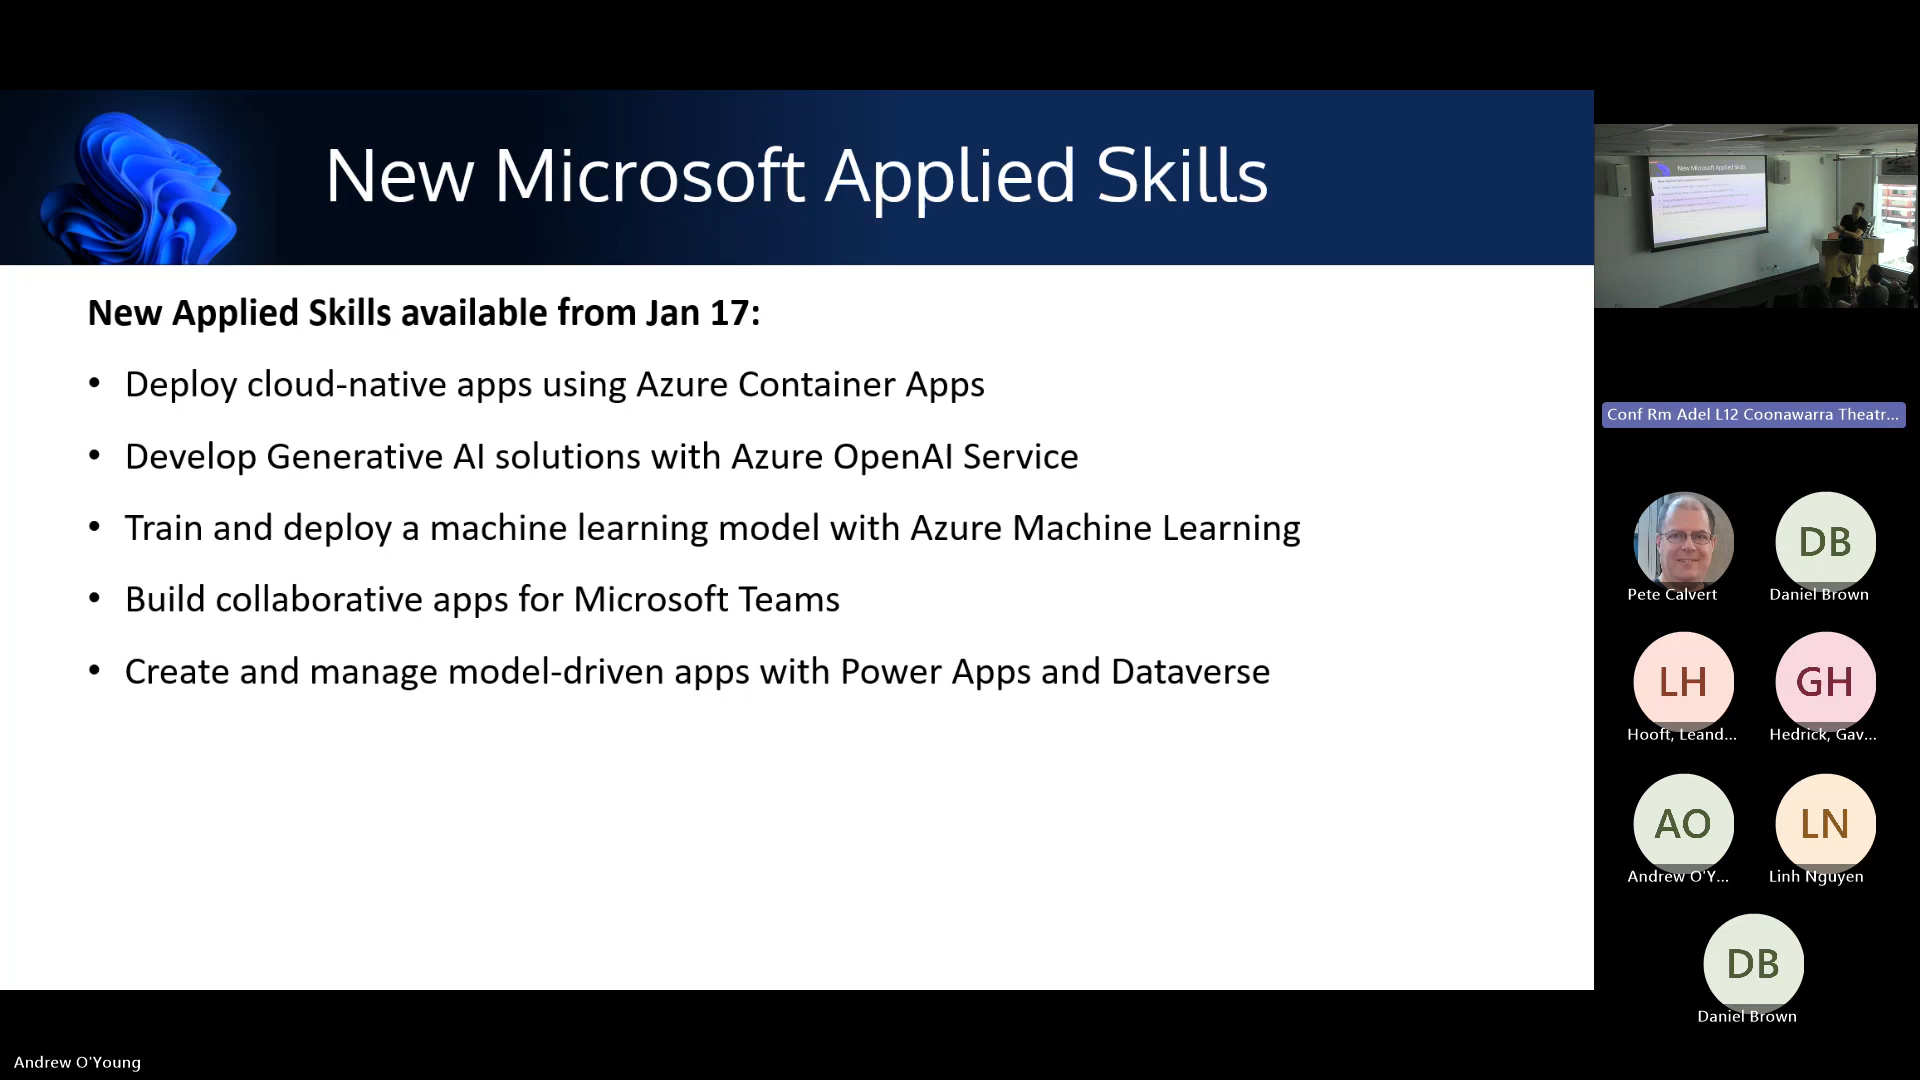 New Microsoft Applied Skills
New Applied Skills available from Jan 17:
• Deploy cloud-native apps using Azure Container Apps
• Develop Generative AI solutions with Azure OpenAI Service
• Train and deploy a machine learning model with Azure Machine Learning
• Build collaborative apps for Microsoft Teams
• Create and manage model-driven apps with Power Apps and Dataverse
Andrew O'Young
New Microsoft Applied Skills
Conf Rm Adel L12 Coonawarra Theatr...
Pete Calvert
DB
Daniel Brown
LH
Hooft, Leand...
GH
Hedrick, Gav...
AO
Andrew O'Y...
LN
Linh Nguyen
DB
Daniel Brown